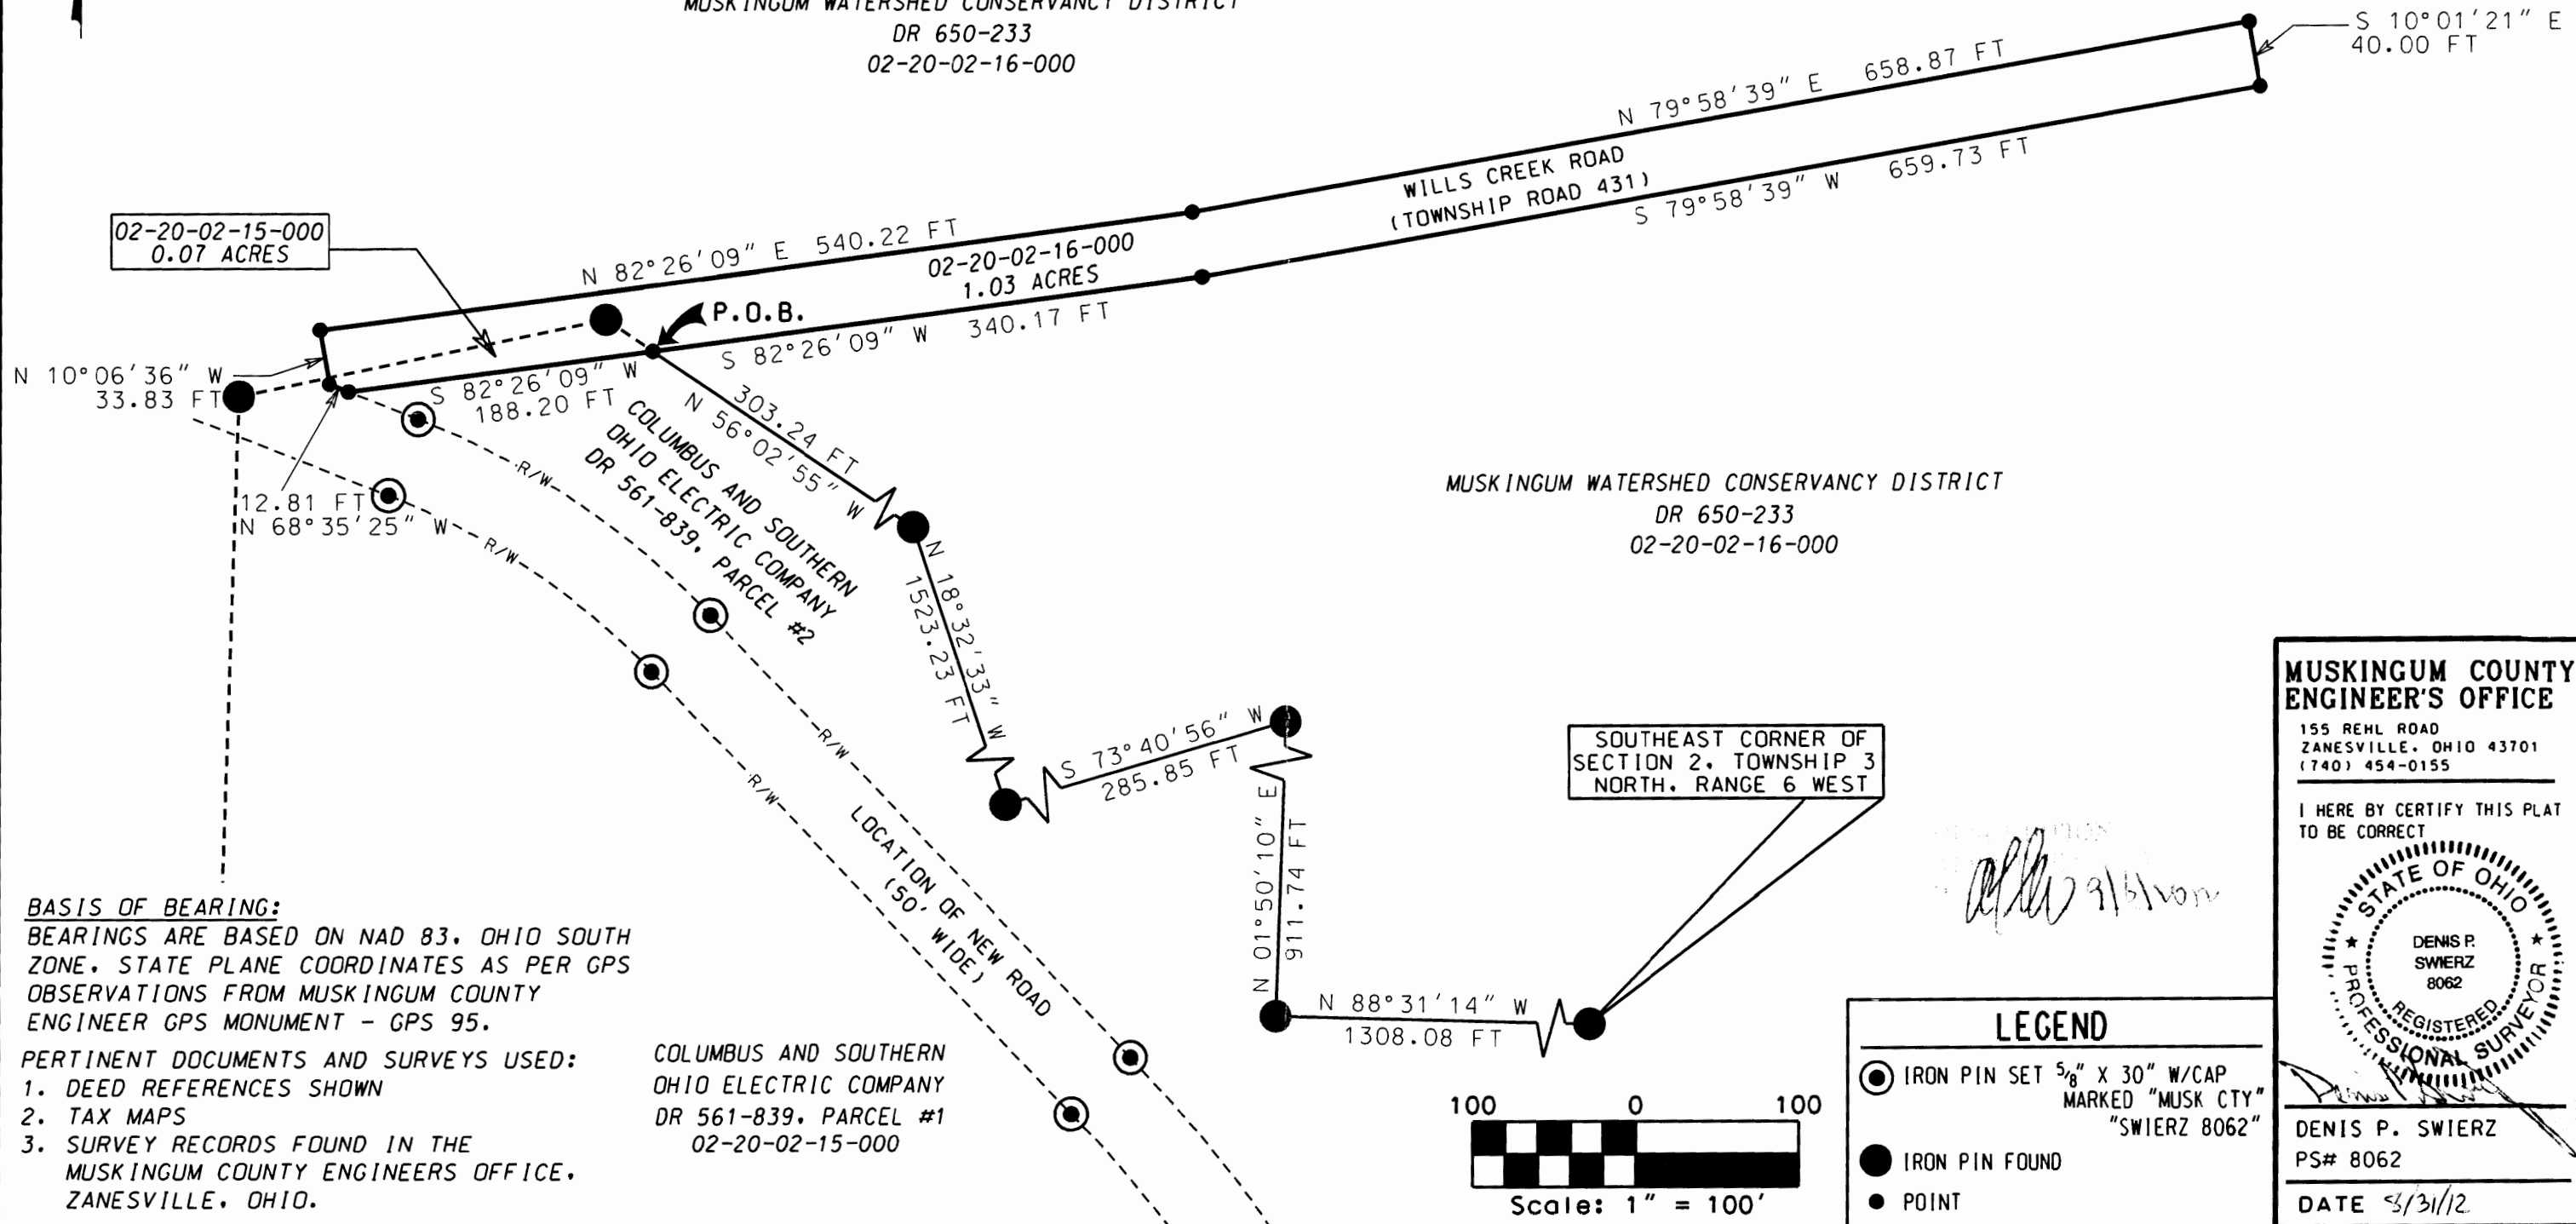 MUSKINGUM WATERSHED CONSERVANCY DISTRICT
DR 650-233
02-20-02-16-000
S 10°01'21" E
40.00 FT
N 79°58'39" E 658.87 FT
WILLS CREEK ROAD
(TOWNSHIP ROAD 431)
S 79°58'39" W 659.73 FT
02-20-02-15-000
0.07 ACRES
N 82°26'09" E 540.22 FT
02-20-02-16-000
1.03 ACRES
P.O.B.
S 82°26'09" W 340.17 FT
N 10°06'36" W
33.83 FT
S 82°26'09" W
188.20 FT
303.24 FT
N 56°02'55" W
12.81 FT
N 68°35'25" W
R/W
R/W
COLUMBUS AND SOUTHERN
OHIO ELECTRIC COMPANY
DR 561-839. PARCEL #2
MUSKINGUM WATERSHED CONSERVANCY DISTRICT
DR 650-233
02-20-02-16-000
N 18°32'33" W
1523.23 FT
R/W
R/W
S 73°40'56" W
285.85 FT
N 01°50'10" E
911.74 FT
SOUTHEAST CORNER OF
SECTION 2. TOWNSHIP 3
NORTH. RANGE 6 WEST
N 88°31'14" W
1308.08 FT
LOCATION OF NEW ROAD
(50' WIDE)
BASIS OF BEARING:
BEARINGS ARE BASED ON NAD 83. OHIO SOUTH
ZONE. STATE PLANE COORDINATES AS PER GPS
OBSERVATIONS FROM MUSKINGUM COUNTY
ENGINEER GPS MONUMENT - GPS 95.
PERTINENT DOCUMENTS AND SURVEYS USED:
1. DEED REFERENCES SHOWN
2. TAX MAPS
3. SURVEY RECORDS FOUND IN THE
MUSKINGUM COUNTY ENGINEERS OFFICE.
ZANESVILLE. OHIO.
COLUMBUS AND SOUTHERN
OHIO ELECTRIC COMPANY
DR 561-839. PARCEL #1
02-20-02-15-000
100 0 100
Scale: 1" = 100'
LEGEND
IRON PIN SET 5/8" X 30" W/CAP
MARKED "MUSK CTY"
"SWIERZ 8062"
IRON PIN FOUND
POINT
MUSKINGUM COUNTY
ENGINEER'S OFFICE
155 REHL ROAD
ZANESVILLE. OHIO 43701
(740) 454-0155
I HERE BY CERTIFY THIS PLAT
TO BE CORRECT
STATE OF OHIO
DENIS P.
SWIERZ
8062
REGISTERED
PROFESSIONAL SURVEYOR
DENIS P. SWIERZ
PS# 8062
DATE 8/31/12